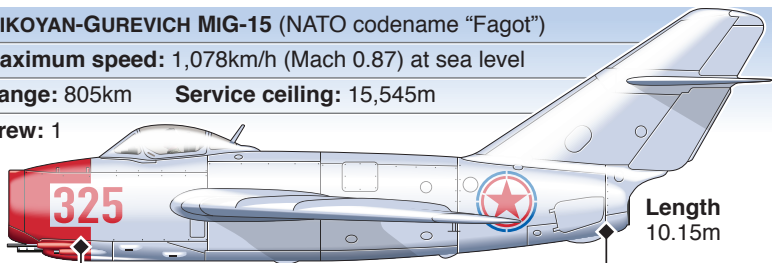 IKOYAN-GUREVICH MIG-15 (NATO codename “Fagot”)
aximum speed: 1,078km/h (Mach 0.87) at sea level
ange: 805km Service ceiling: 15,545m
rew: 1
325
Length
10.15m